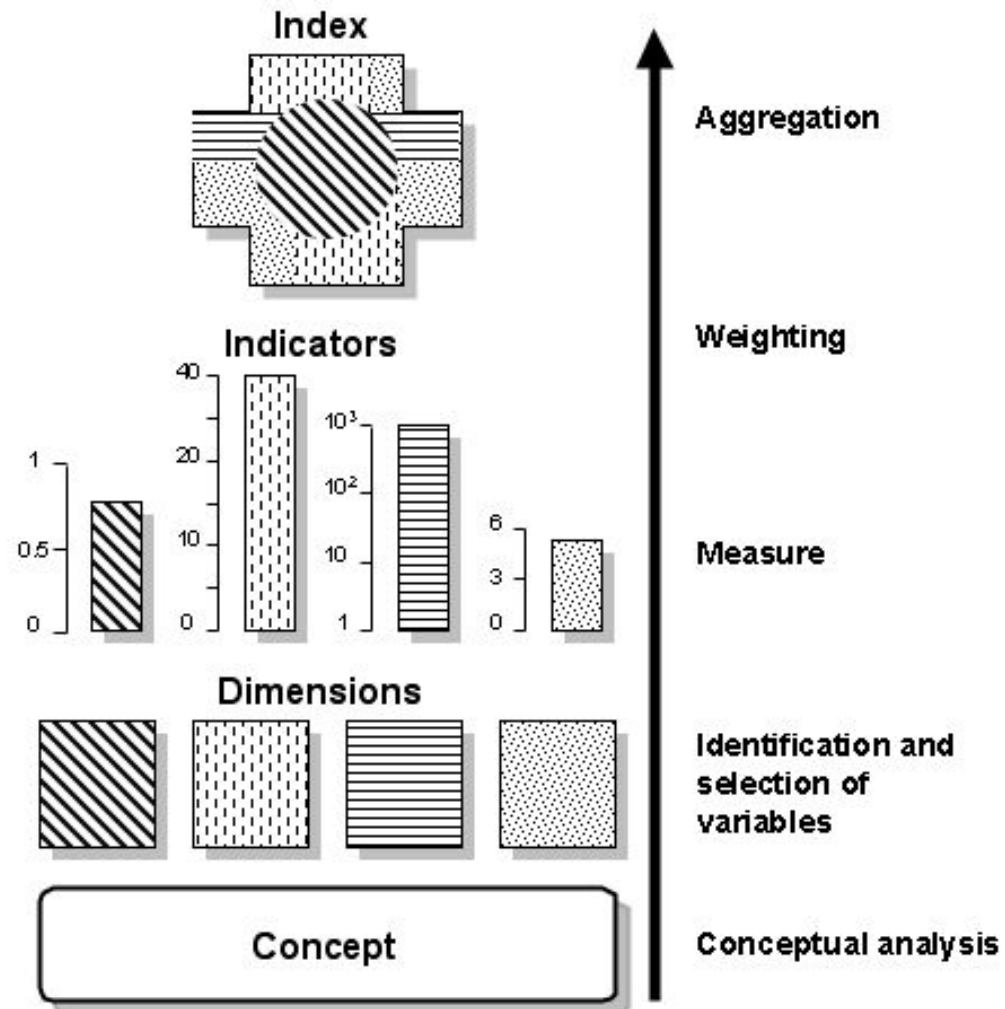 Index
Aggregation
Indicators
Weighting
40
20
10
0
1
0.5
0
10³
10²
10
1
6
3
0
Measure
Dimensions
Identification and
selection of
variables
Concept
Conceptual analysis